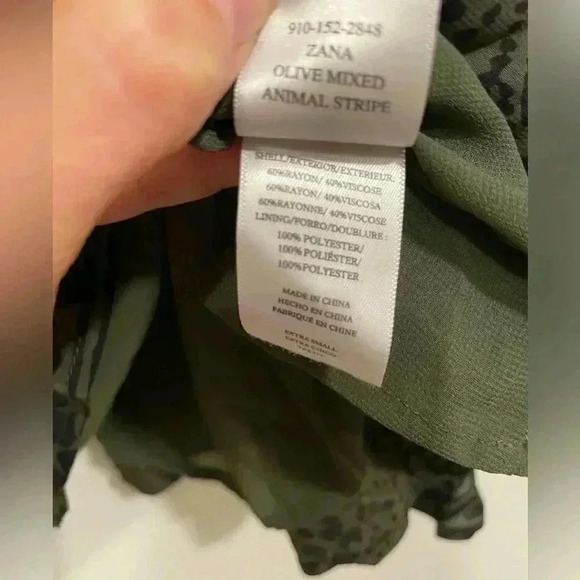 910-152-2848
ZANA
OLIVE MIXED
ANIMAL STRIPE
SHELL/EXTERIOR/EXTERIEUR:
60%RAYON/ 40%VISCOSE
60%RAYON/ 40%VISCOSA
60%RAYONNE/ 40%VISCOSE
LINING/FORRO/DOUBLURE :
100% POLYESTER/
100% POLIÉSTER/
100%POLYESTER
MADE IN CHINA
HECHO EN CHINA
FABRIQUÉ EN CHINE
EXTRA SMALL
EXTRA CHICO